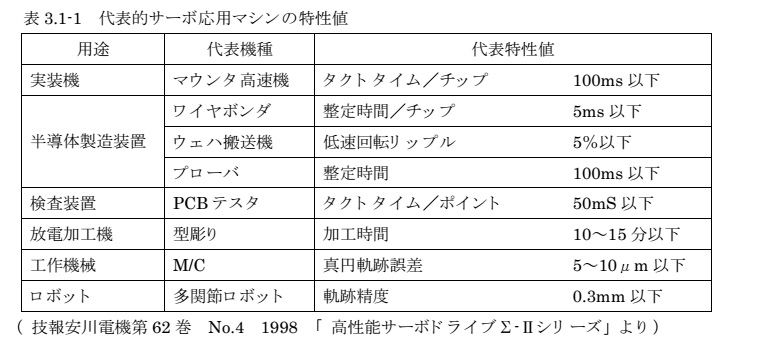 表 3.1-1　代表的サーボ応用マシンの特性値
用途　代表機種　代表特性値
実装機　マウンタ高速機　タクトタイム／チップ　100ms 以下
ワイヤボンダ　整定時間／チップ　5ms 以下
半導体製造装置　ウェハ搬送機　低速回転リップル　5%以下
プローバ　整定時間　100ms 以下
検査装置　PCB テスタ　タクトタイム／ポイント　50mS 以下
放電加工機　型彫り　加工時間　10～15 分以下
工作機械　M/C　真円軌跡誤差　5～10μm 以下
ロボット　多関節ロボット　軌跡精度　0.3mm 以下
( 技報安川電機第 62 巻　No.4　1998　「 高性能サーボドライブΣ-Ⅱシリーズ」より )